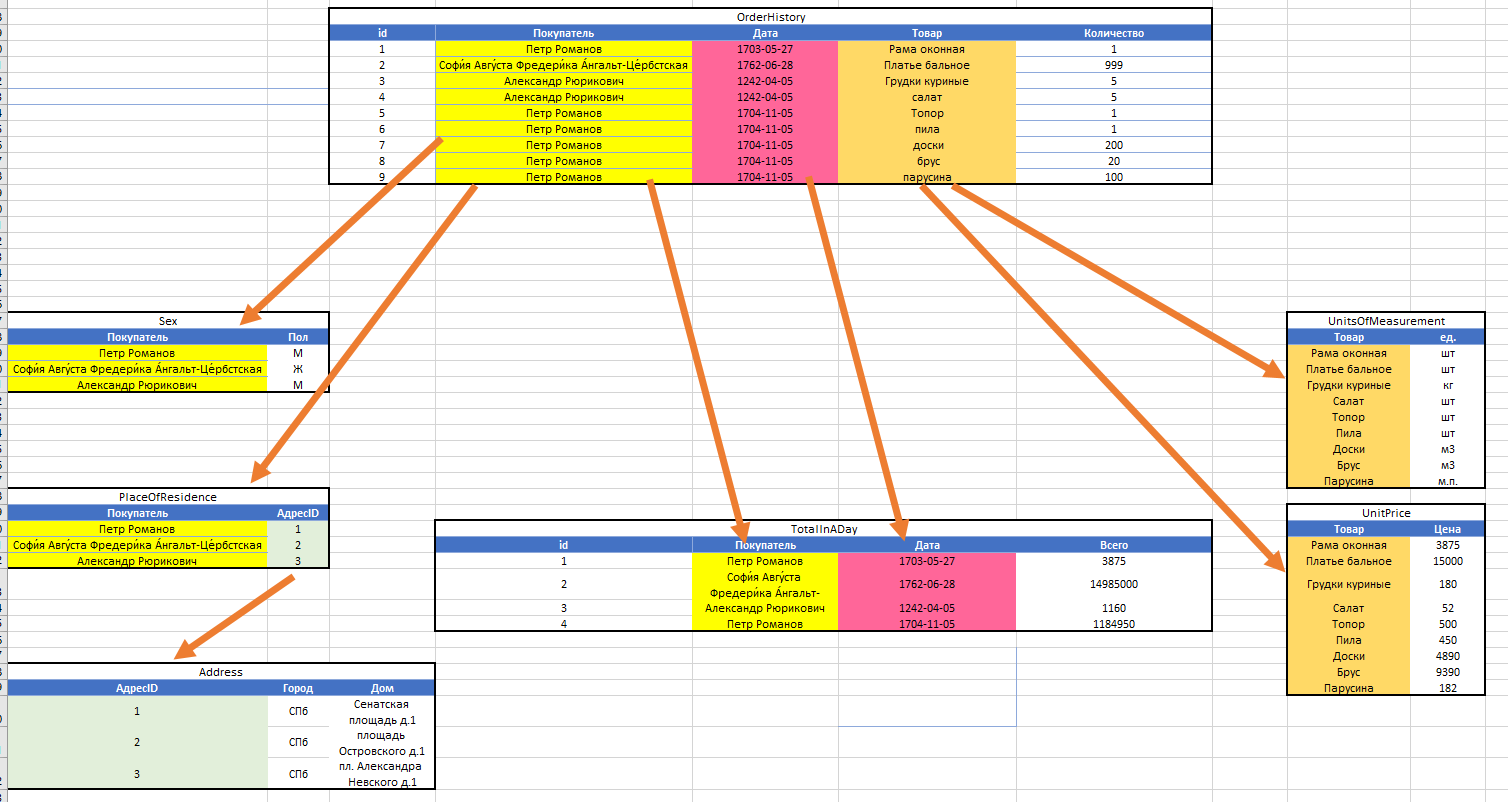 OrderHistory
id Покупатель Дата Товар Количество
1 Петр Романов 1703-05-27 Рама оконная 1
2 Софи́я Авгу́ста Фредери́ка А́нгальт-Це́рбстская 1762-06-28 Платье бальное 999
3 Александр Рюрикович 1242-04-05 Грудки куриные 5
4 Александр Рюрикович 1242-04-05 салат 5
5 Петр Романов 1704-11-05 Топор 1
6 Петр Романов 1704-11-05 пила 1
7 Петр Романов 1704-11-05 доски 200
8 Петр Романов 1704-11-05 брус 20
9 Петр Романов 1704-11-05 парусина 100
Sex
Покупатель Пол
Петр Романов М
Софи́я Авгу́ста Фредери́ка А́нгальт-Це́рбстская Ж
Александр Рюрикович М
UnitsOfMeasurement
Товар ед.
Рама оконная шт
Платье бальное шт
Грудки куриные кг
Салат шт
Топор шт
Пила шт
Доски м3
Брус м3
Парусина м.п.
PlaceOfResidence
Покупатель АдресID
Петр Романов 1
Софи́я Авгу́ста Фредери́ка А́нгальт-Це́рбстская 2
Александр Рюрикович 3
TotalInADay
id Покупатель Дата Всего
1 Петр Романов 1703-05-27 3875
2 Софи́я Авгу́ста 1762-06-28 14985000
Фредери́ка А́нгальт-
3 Александр Рюрикович 1242-04-05 1160
4 Петр Романов 1704-11-05 1184950
UnitPrice
Товар Цена
Рама оконная 3875
Платье бальное 15000
Грудки куриные 180
Салат 52
Топор 500
Пила 450
Доски 4890
Брус 9390
Парусина 182
Address
АдресID Город Дом
1 СПб Сенатская
площадь д.1
2 СПб площадь
Островского д.1
3 СПб пл. Александра
Невского д.1